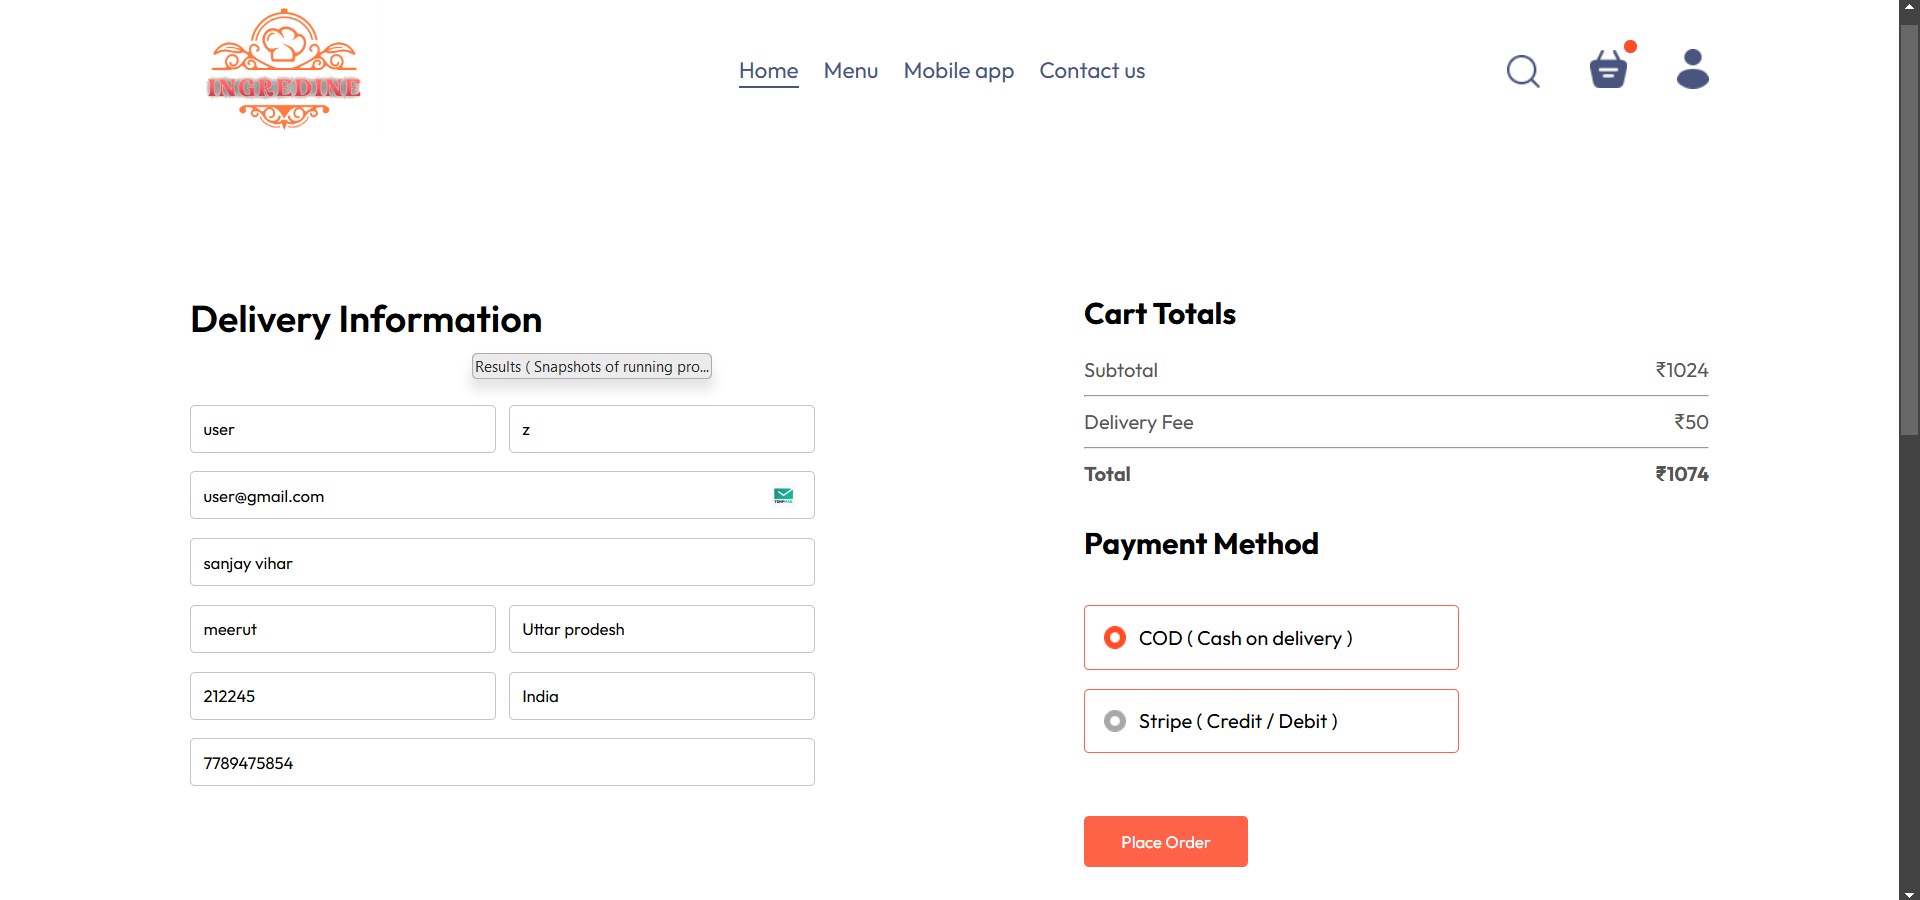 INGREDINE
Home Menu Mobile app Contact us
Delivery Information
Results ( Snapshots of running pro...
user z
user@gmail.com
sanjay vihar
meerut Uttar prodesh
212245 India
7789475854
Cart Totals
Subtotal ₹1024
Delivery Fee ₹50
Total ₹1074
Payment Method
COD ( Cash on delivery )
Stripe ( Credit / Debit )
Place Order